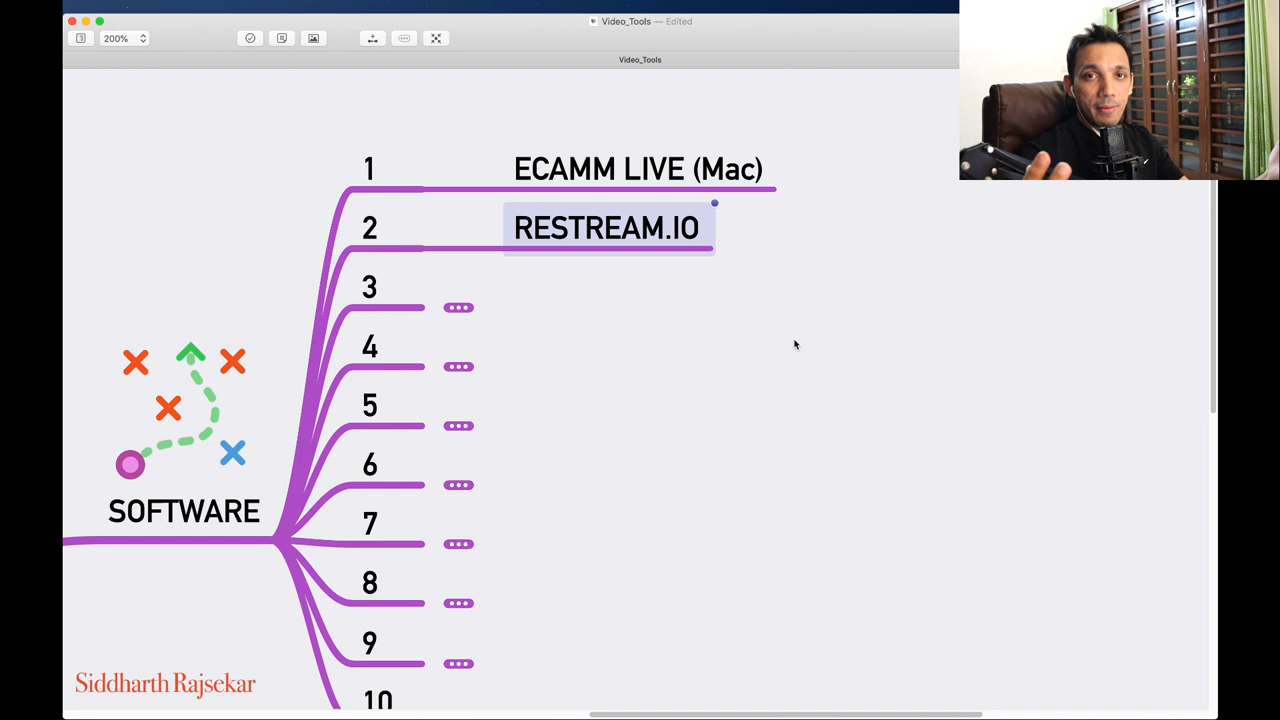 Video_Tools — Edited
200%
Video_Tools
1 ECAMM LIVE (Mac)
2 RESTREAM.IO
3
4
5
6
7
8
9
10
SOFTWARE
Siddharth Rajsekar